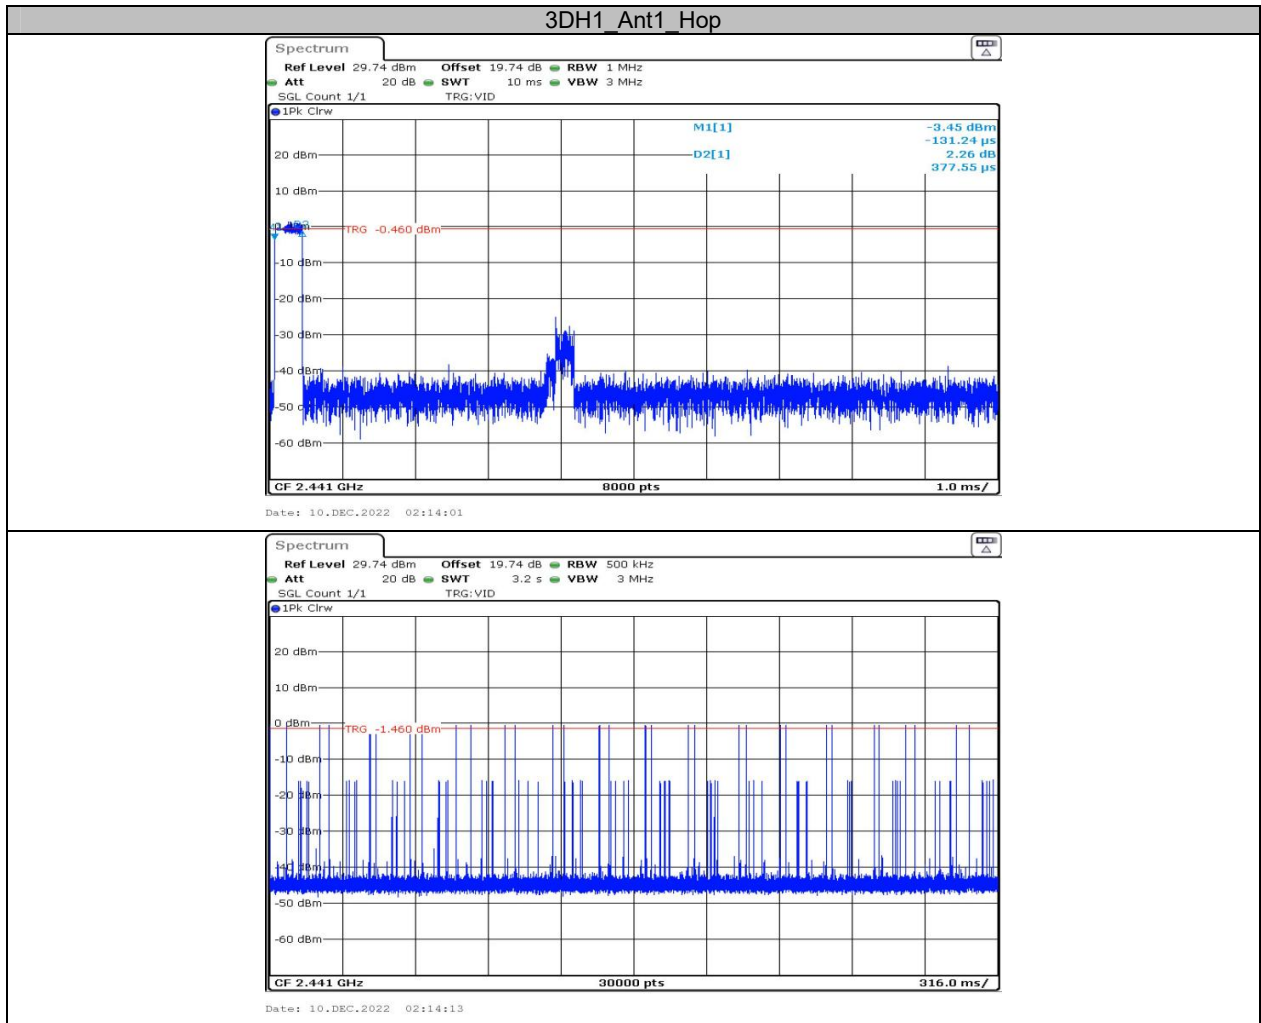 3DH1_Ant1_Hop
Spectrum
Ref Level 29.74 dBm Offset 19.74 dB RBW 1 MHz
Att 20 dB SWT 10 ms VBW 3 MHz
SGL Count 1/1 TRG:VID
1Pk Clrw
M1[1] -3.45 dBm
-131.24 µs
20 dBm D2[1] 2.26 dB
377.55 µs
10 dBm
TRG -0.460 dBm
-10 dBm
-20 dBm
-30 dBm
-40 dBm
-50 dBm
-60 dBm
CF 2.441 GHz 8000 pts 1.0 ms/
Date: 10.DEC.2022 02:14:01
Spectrum
Ref Level 29.74 dBm Offset 19.74 dB RBW 500 kHz
Att 20 dB SWT 3.2 s VBW 3 MHz
SGL Count 1/1 TRG:VID
1Pk Clrw
20 dBm
10 dBm
0 dBm
TRG -1.460 dBm
-10 dBm
-20 dBm
-30 dBm
-40 dBm
-50 dBm
-60 dBm
CF 2.441 GHz 30000 pts 316.0 ms/
Date: 10.DEC.2022 02:14:13